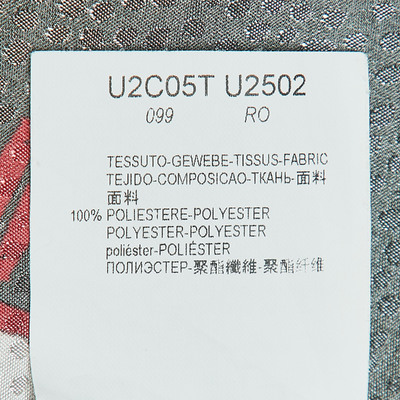 U2C05T U2502
099 RO
TESSUTO-GEWEBE-TISSUS-FABRIC
TEJIDO-COMPOSICAO-ТКАНЬ-面料
面料
100% POLIESTERE-POLYESTER
POLYESTER-POLYESTER
poliéster-POLIÉSTER
ПОЛИЭСТЕР-聚酯纖維-聚酯纤维